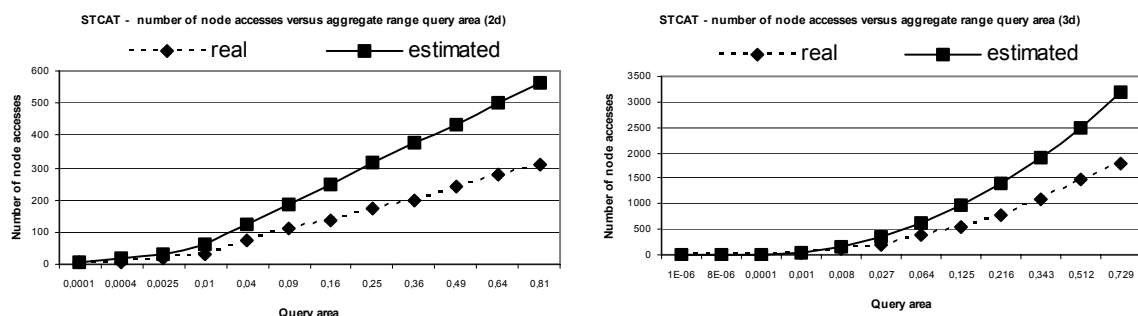 STCAT - number of node accesses versus aggregate range query area (2d)
real
estimated
Number of node accesses
600
500
400
300
200
100
0
0,0001 0,0004 0,0025 0,01 0,04 0,09 0,16 0,25 0,36 0,49 0,64 0,81
Query area
STCAT - number of node accesses versus aggregate range query area (3d)
real
estimated
Number of node accesses
3500
3000
2500
2000
1500
1000
500
0
1E-06 8E-06 0,0001 0,001 0,008 0,027 0,064 0,125 0,216 0,343 0,512 0,729
Query area